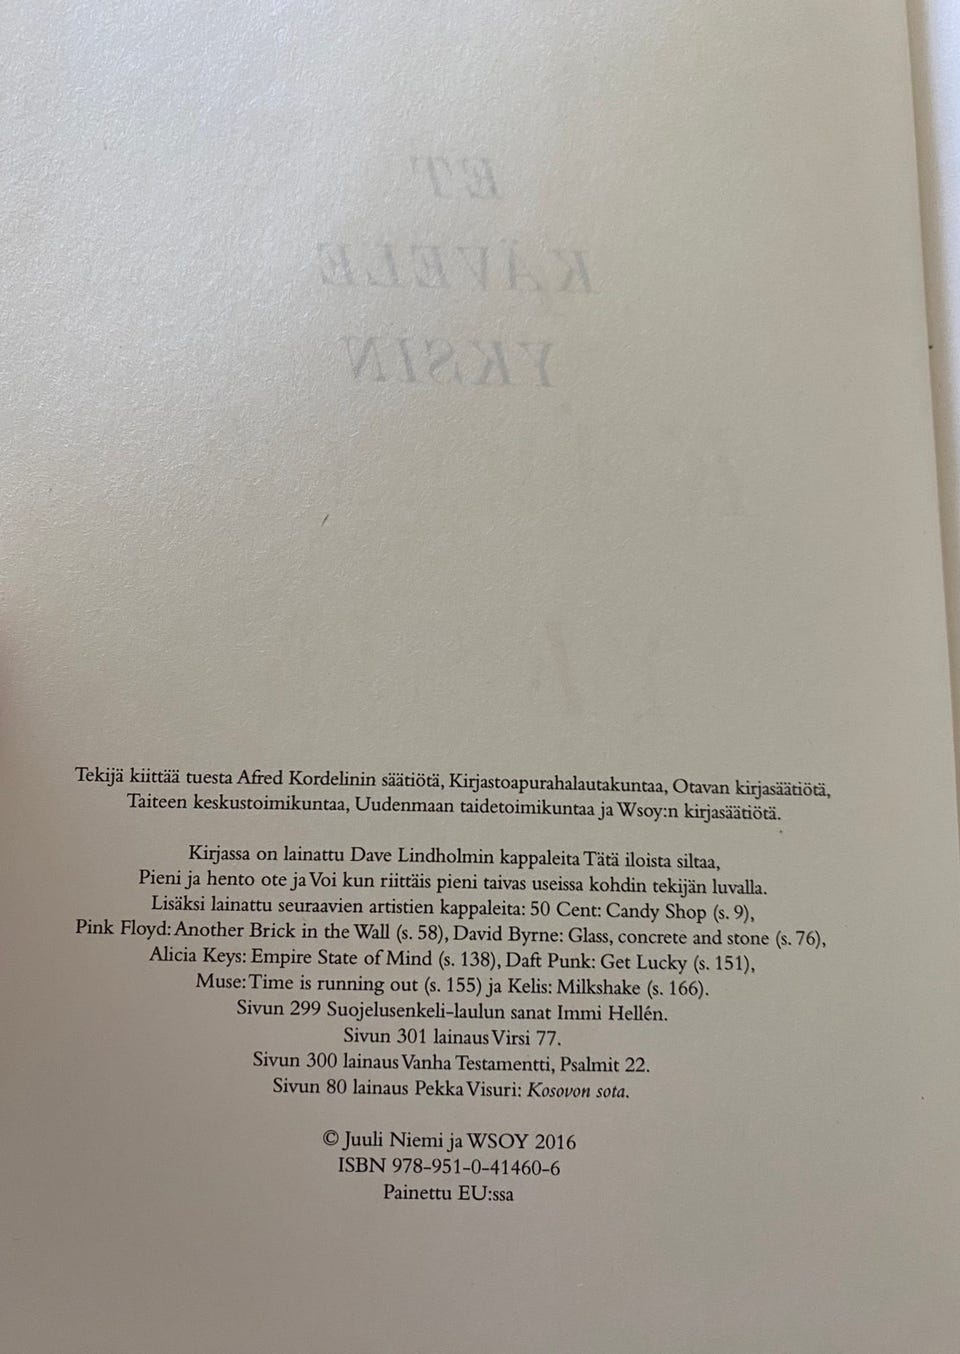 ET
KÄVELE
YKSIN
Tekijä kiittää tuesta Afred Kordelinin säätiötä, Kirjastoapurahalautakuntaa, Otavan kirjasäätiötä,
Taiteen keskustoimikuntaa, Uudenmaan taidetoimikuntaa ja Wsoy:n kirjasäätiötä.
Kirjassa on lainattu Dave Lindholmin kappaleita Tätä iloista siltaa,
Pieni ja hento ote ja Voi kun riittäis pieni taivas useissa kohdin tekijän luvalla.
Lisäksi lainattu seuraavien artistien kappaleita: 50 Cent: Candy Shop (s. 9),
Pink Floyd: Another Brick in the Wall (s. 58), David Byrne: Glass, concrete and stone (s. 76),
Alicia Keys: Empire State of Mind (s. 138), Daft Punk: Get Lucky (s. 151),
Muse: Time is running out (s. 155) ja Kelis: Milkshake (s. 166).
Sivun 299 Suojelusenkeli-laulun sanat Immi Hellén.
Sivun 301 lainaus Virsi 77.
Sivun 300 lainaus Vanha Testamentti, Psalmit 22.
Sivun 80 lainaus Pekka Visuri: Kosovon sota.
© Juuli Niemi ja WSOY 2016
ISBN 978-951-0-41460-6
Painettu EU:ssa